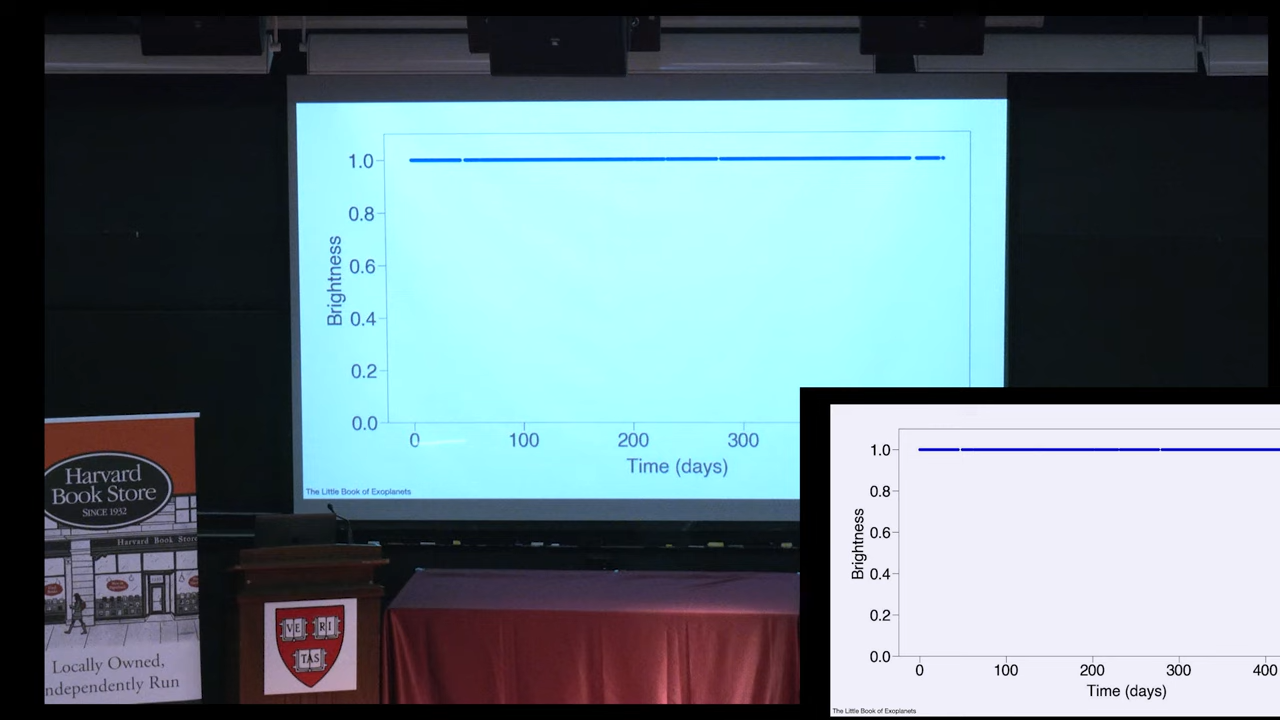 1.0
0.8
0.6
0.4
0.2
0.0
Brightness
0 100 200 300
Time (days)
The Little Book of Exoplanets
Harvard
Book Store
SINCE 1932
Harvard Book Store
Locally Owned,
ndependently Run
VE RI
TAS
1.0
0.8
0.6
0.4
0.2
0.0
Brightness
0 100 200 300 400
Time (days)
The Little Book of Exoplanets